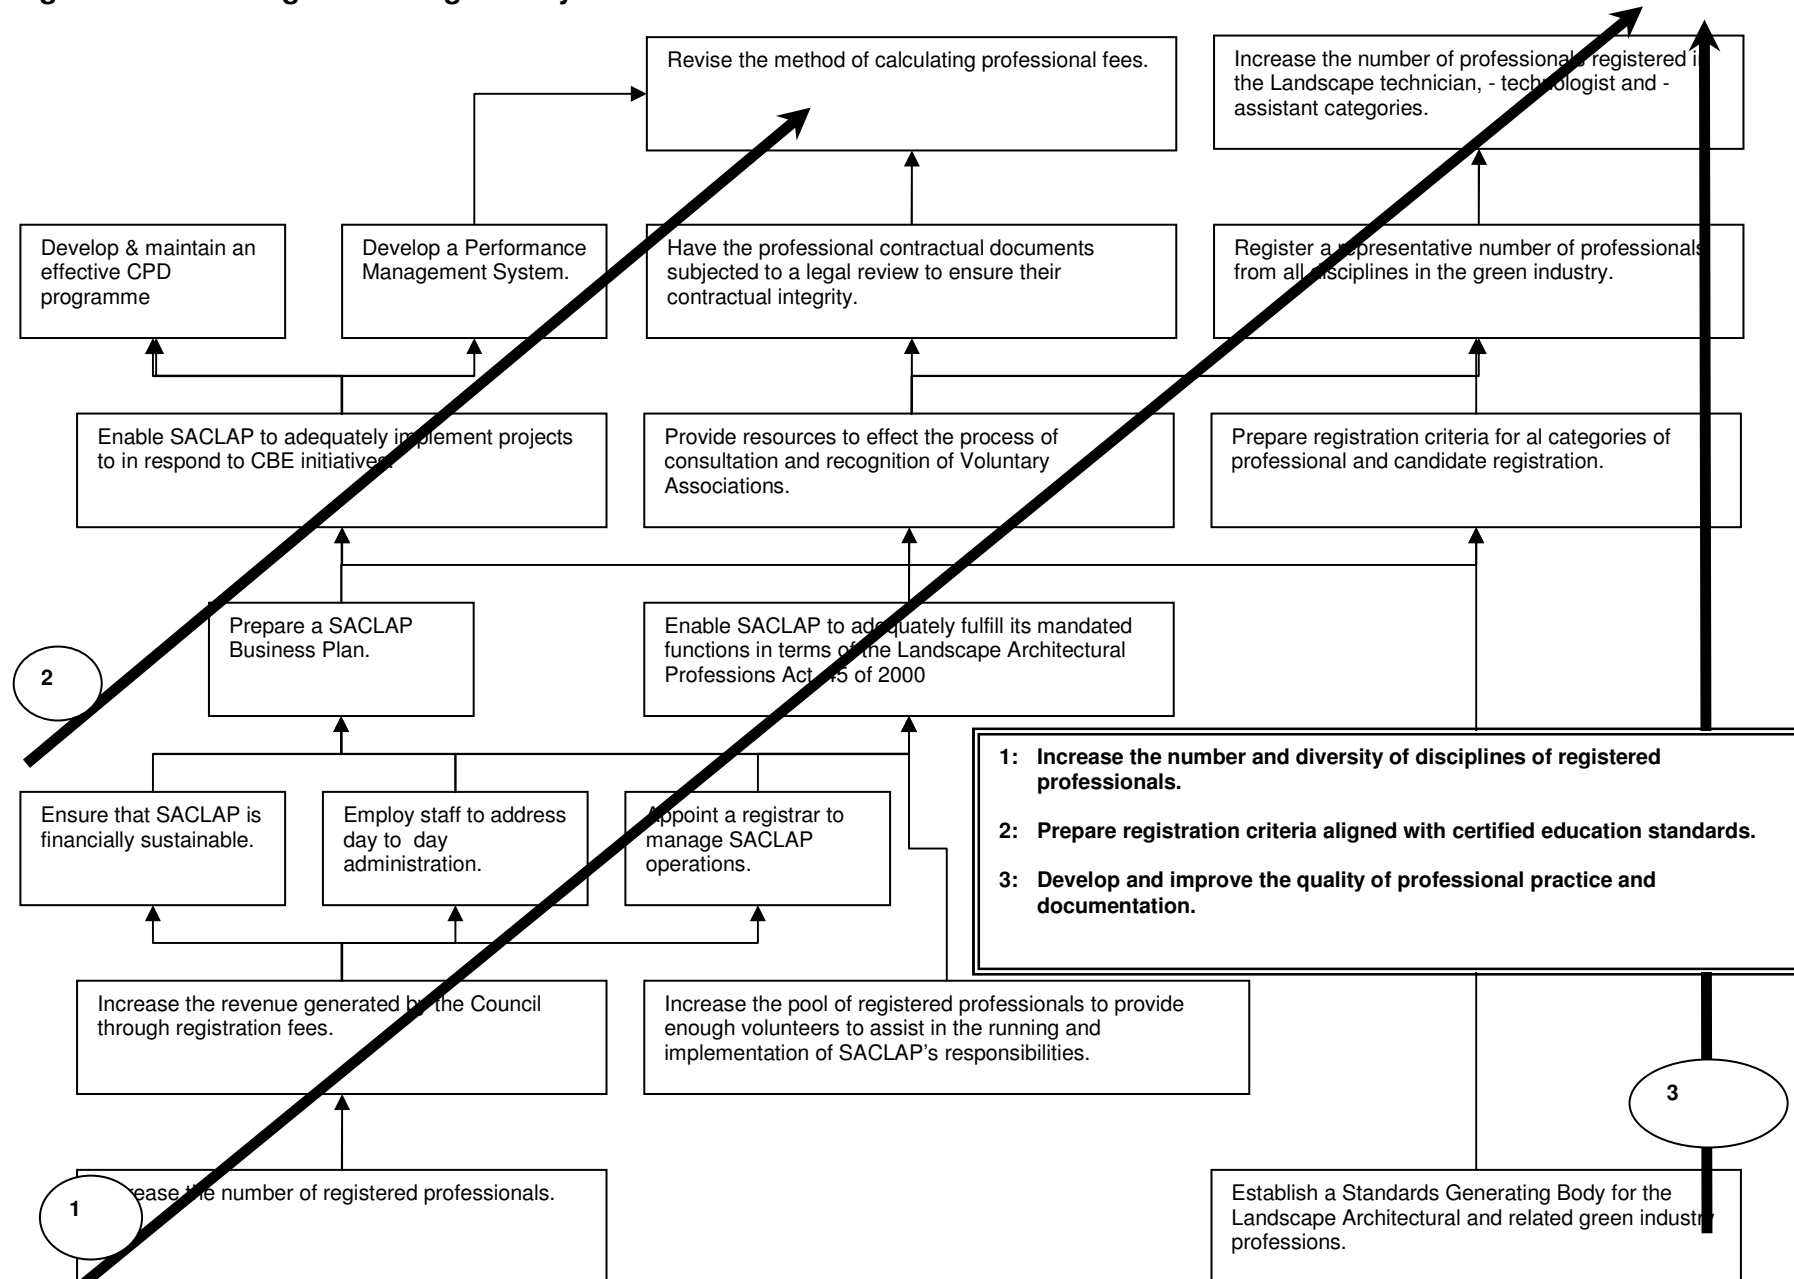 Revise the method of calculating professional fees.
Increase the number of professionals registered in
the Landscape technician, - technologist and -
assistant categories.
Develop & maintain an
effective CPD
programme
Develop a Performance
Management System.
Have the professional contractual documents
subjected to a legal review to ensure their
contractual integrity.
Register a representative number of professionals
from all disciplines in the green industry.
Enable SACLAP to adequately implement projects
to in respond to CBE initiatives.
Provide resources to effect the process of
consultation and recognition of Voluntary
Associations.
Prepare registration criteria for al categories of
professional and candidate registration.
2
Prepare a SACLAP
Business Plan.
Enable SACLAP to adequately fulfill its mandated
functions in terms of the Landscape Architectural
Professions Act, 45 of 2000
1: Increase the number and diversity of disciplines of registered
professionals.
2: Prepare registration criteria aligned with certified education standards.
3: Develop and improve the quality of professional practice and
documentation.
Ensure that SACLAP is
financially sustainable.
Employ staff to address
day to  day
administration.
Appoint a registrar to
manage SACLAP
operations.
Increase the revenue generated by the Council
through registration fees.
Increase the pool of registered professionals to provide
enough volunteers to assist in the running and
implementation of SACLAP's responsibilities.
3
1
the number of registered professionals.
Establish a Standards Generating Body for the
Landscape Architectural and related green industry
professions.